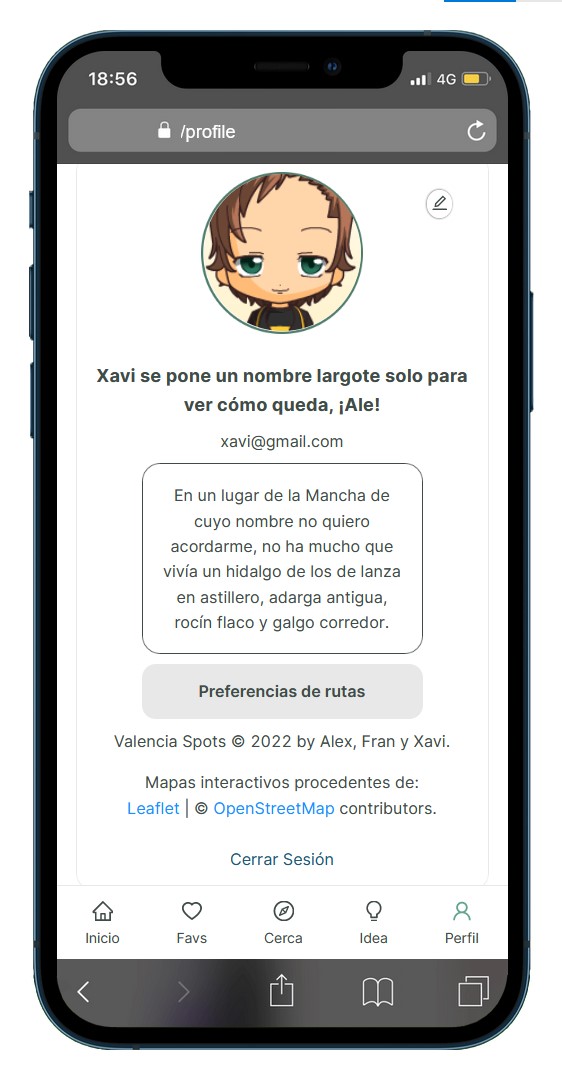 18:56
4G
/profile
Xavi se pone un nombre largote solo para
ver cómo queda, ¡Ale!
xavi@gmail.com
En un lugar de la Mancha de
cuyo nombre no quiero
acordarme, no ha mucho que
vivía un hidalgo de los de lanza
en astillero, adarga antigua,
rocín flaco y galgo corredor.
Preferencias de rutas
Valencia Spots © 2022 by Alex, Fran y Xavi.
Mapas interactivos procedentes de:
Leaflet | © OpenStreetMap contributors.
Cerrar Sesión
Inicio Favs Cerca Idea Perfil